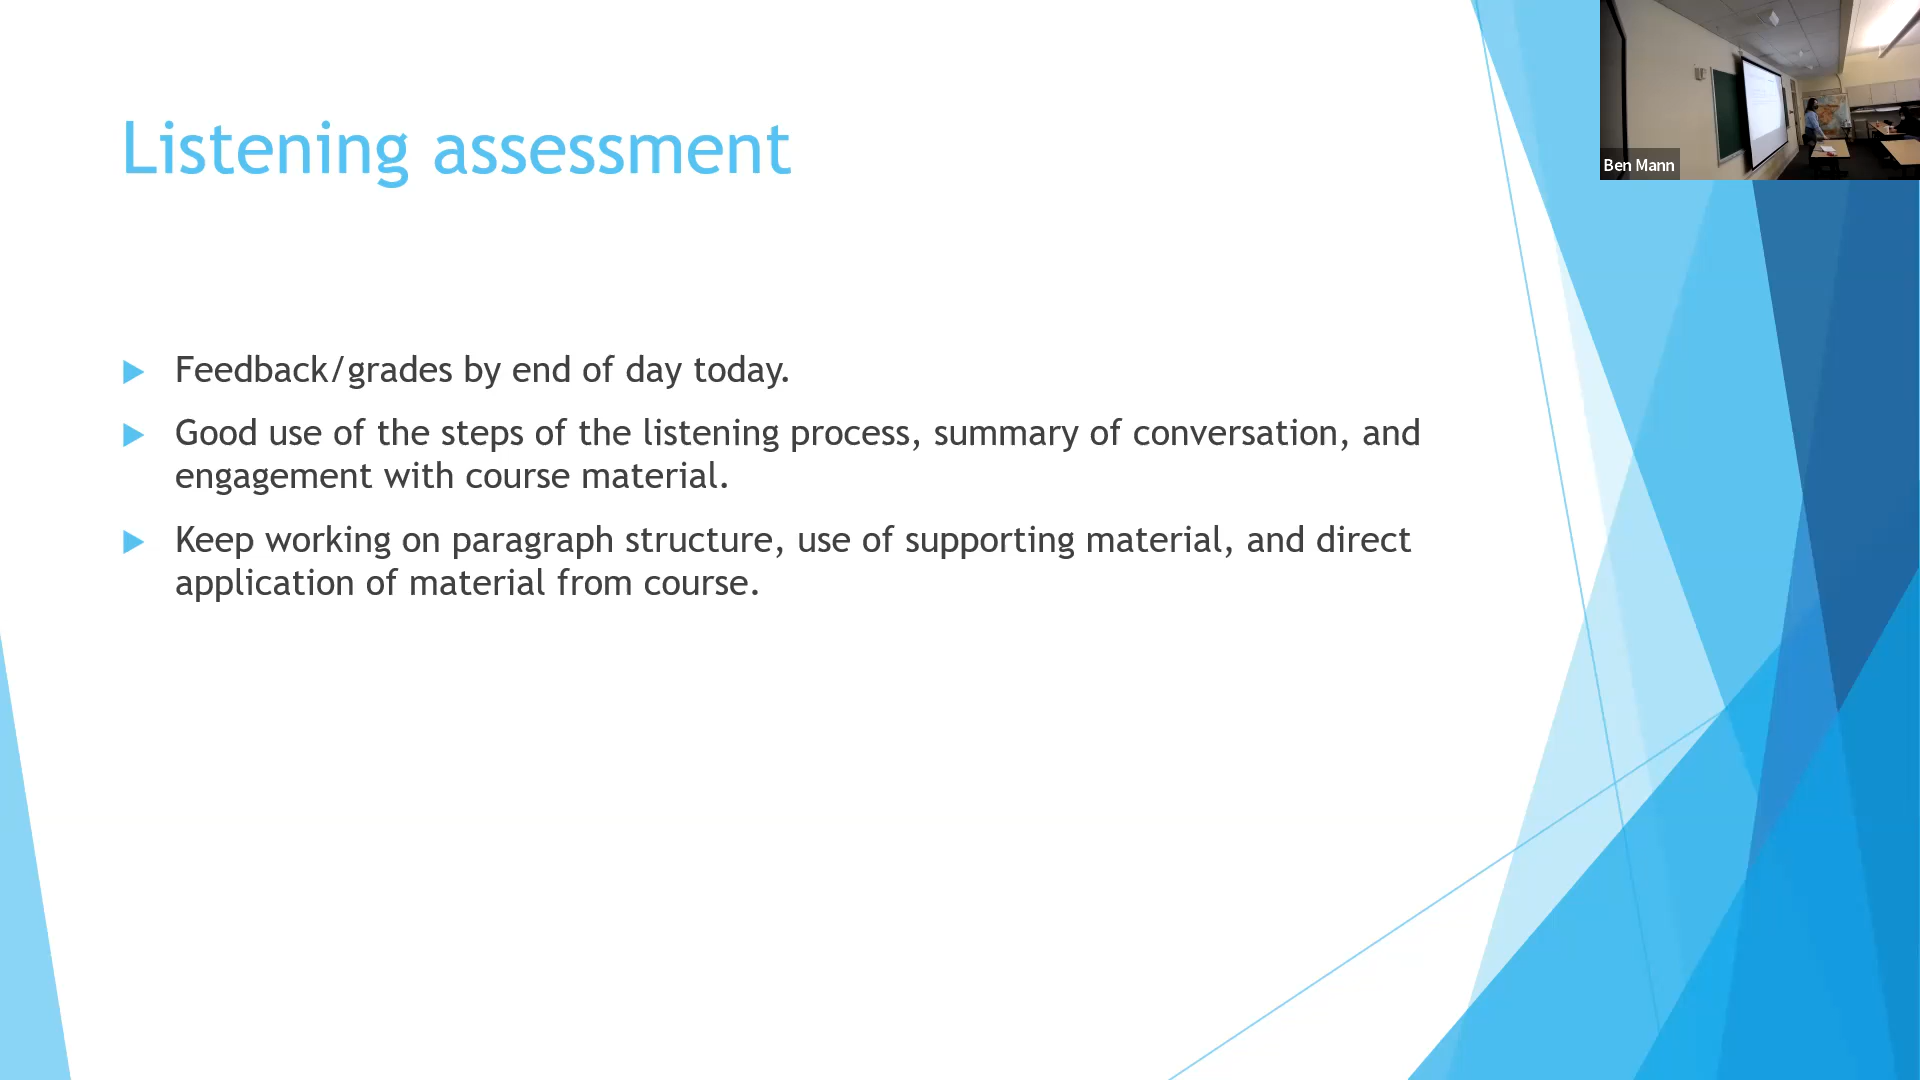 Listening assessment
Feedback/grades by end of day today.
Good use of the steps of the listening process, summary of conversation, and
engagement with course material.
Keep working on paragraph structure, use of supporting material, and direct
application of material from course.
Ben Mann